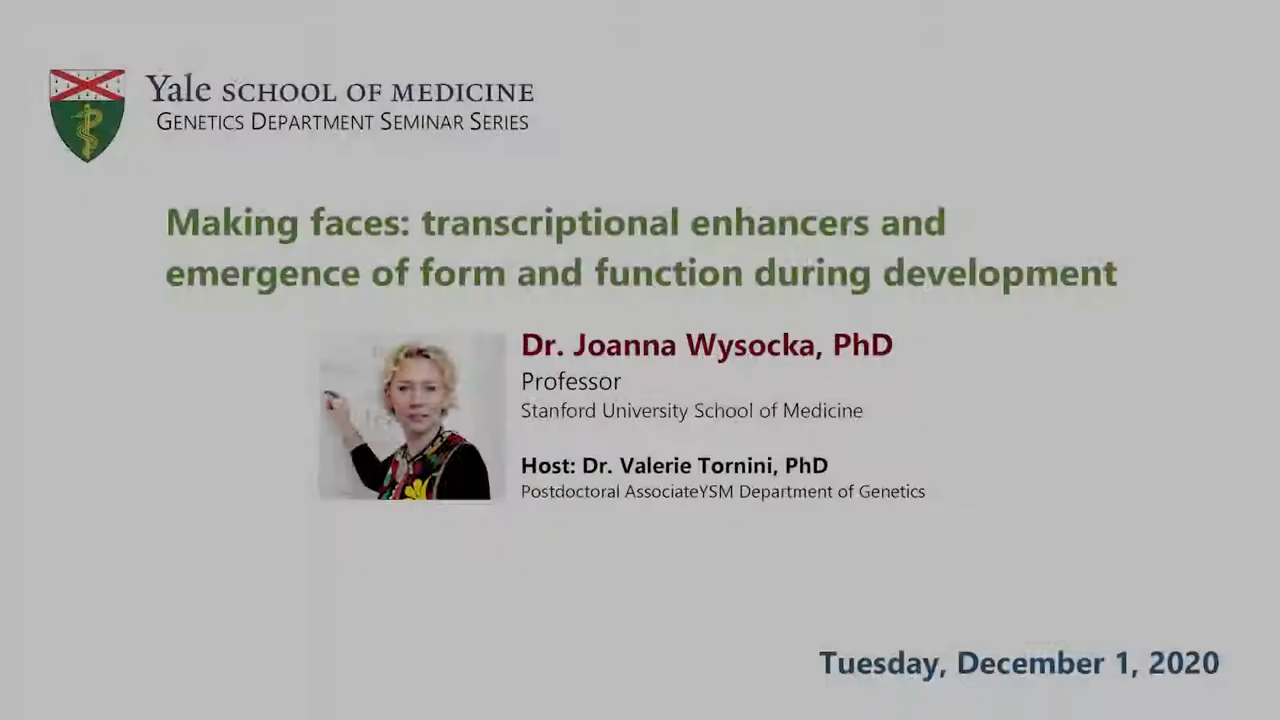 Yale SCHOOL OF MEDICINE
GENETICS DEPARTMENT SEMINAR SERIES
Making faces: transcriptional enhancers and
emergence of form and function during development
Dr. Joanna Wysocka, PhD
Professor
Stanford University School of Medicine
Host: Dr. Valerie Tornini, PhD
Postdoctoral AssociateYSM Department of Genetics
Tuesday, December 1, 2020